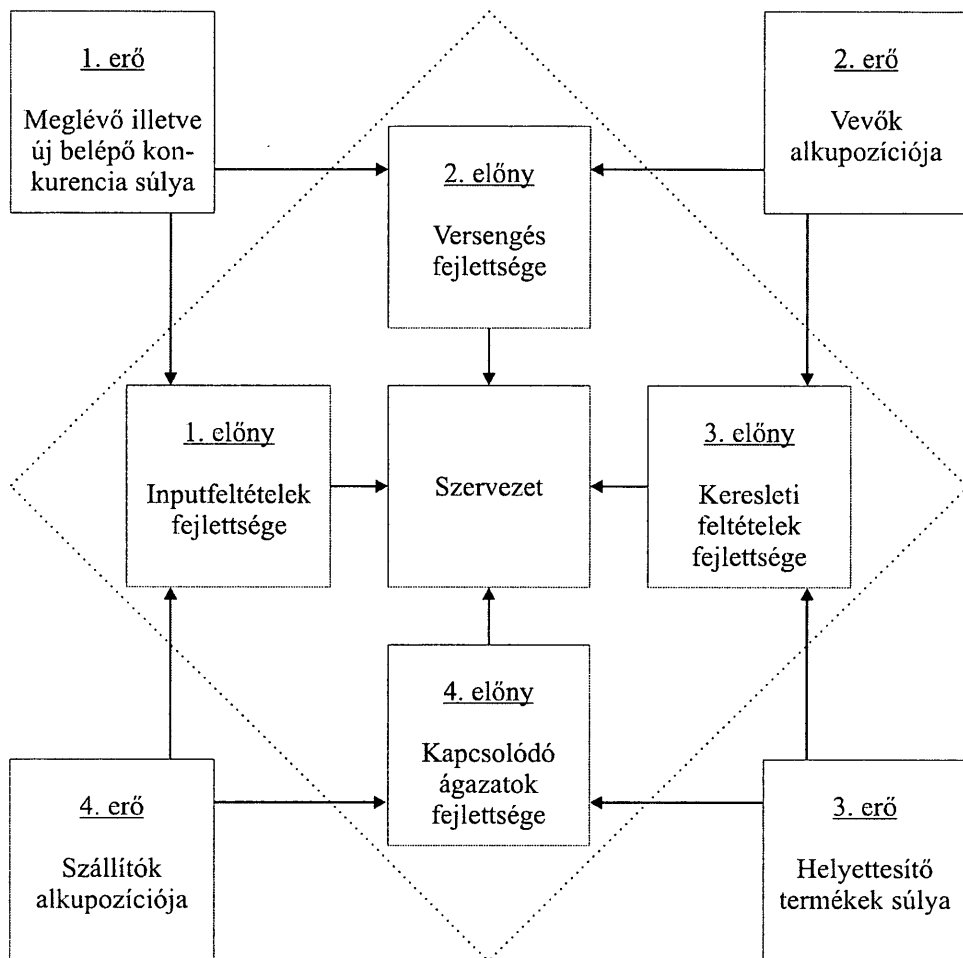 1. erő
Meglévő illetve
új belépő kon-
kurencia súlya
2. erő
Vevők
alkupozíciója
2. előny
Versengés
fejlettsége
1. előny
Inputfeltételek
fejlettsége
Szervezet
3. előny
Keresleti
feltételek
fejlettsége
4. előny
Kapcsolódó
ágazatok
fejlettsége
4. erő
Szállítók
alkupozíciója
3. erő
Helyettesítő
termékek súlya